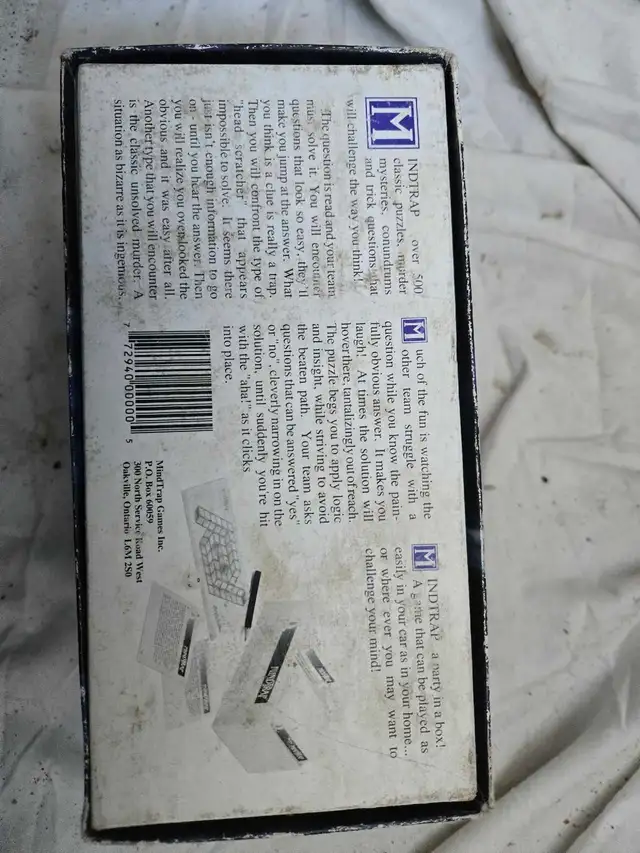 MINDTRAP over 500
classic puzzles, murder
mysteries, conundrums
and trick questions that
will challenge the way you think!
The question is read and your team
must solve it. You will encounter
questions that look so easy, they'll
make you jump at the answer. What
you think is a clue is really a trap.
Then you will confront the type of
"head scratcher" that appears
impossible to solve. It seems there
just isn't enough information to go
on - until you hear the answer. Then
you will realize you overlooked the
obvious and it was easy after all.
Another type that you will encounter
is the classic unsolved murder. A
situation as bizarre as it is ingenious...
Much of the fun is watching the
other team struggle with a
question while you know the pain-
fully obvious answer. It makes you
laugh! At times the solution will
hover there, tantalizingly out of reach.
The puzzle begs you to apply logic
and insight, while striving to avoid
the beaten path. Your team asks
questions that can be answered "yes"
or "no", cleverly narrowing in on the
solution, until suddenly you're hit
with the "aha!" as it clicks
into place.
MINDTRAP a party in a box!
A game that can be played as
easily in your car as in your home...
or where ever you may want to
challenge your mind!
7 72940 00000 5
MindTrap Games Inc.
P.O. Box 60059
300 North Service Road West
Oakville, Ontario L6M 2S0
MINDTRAP